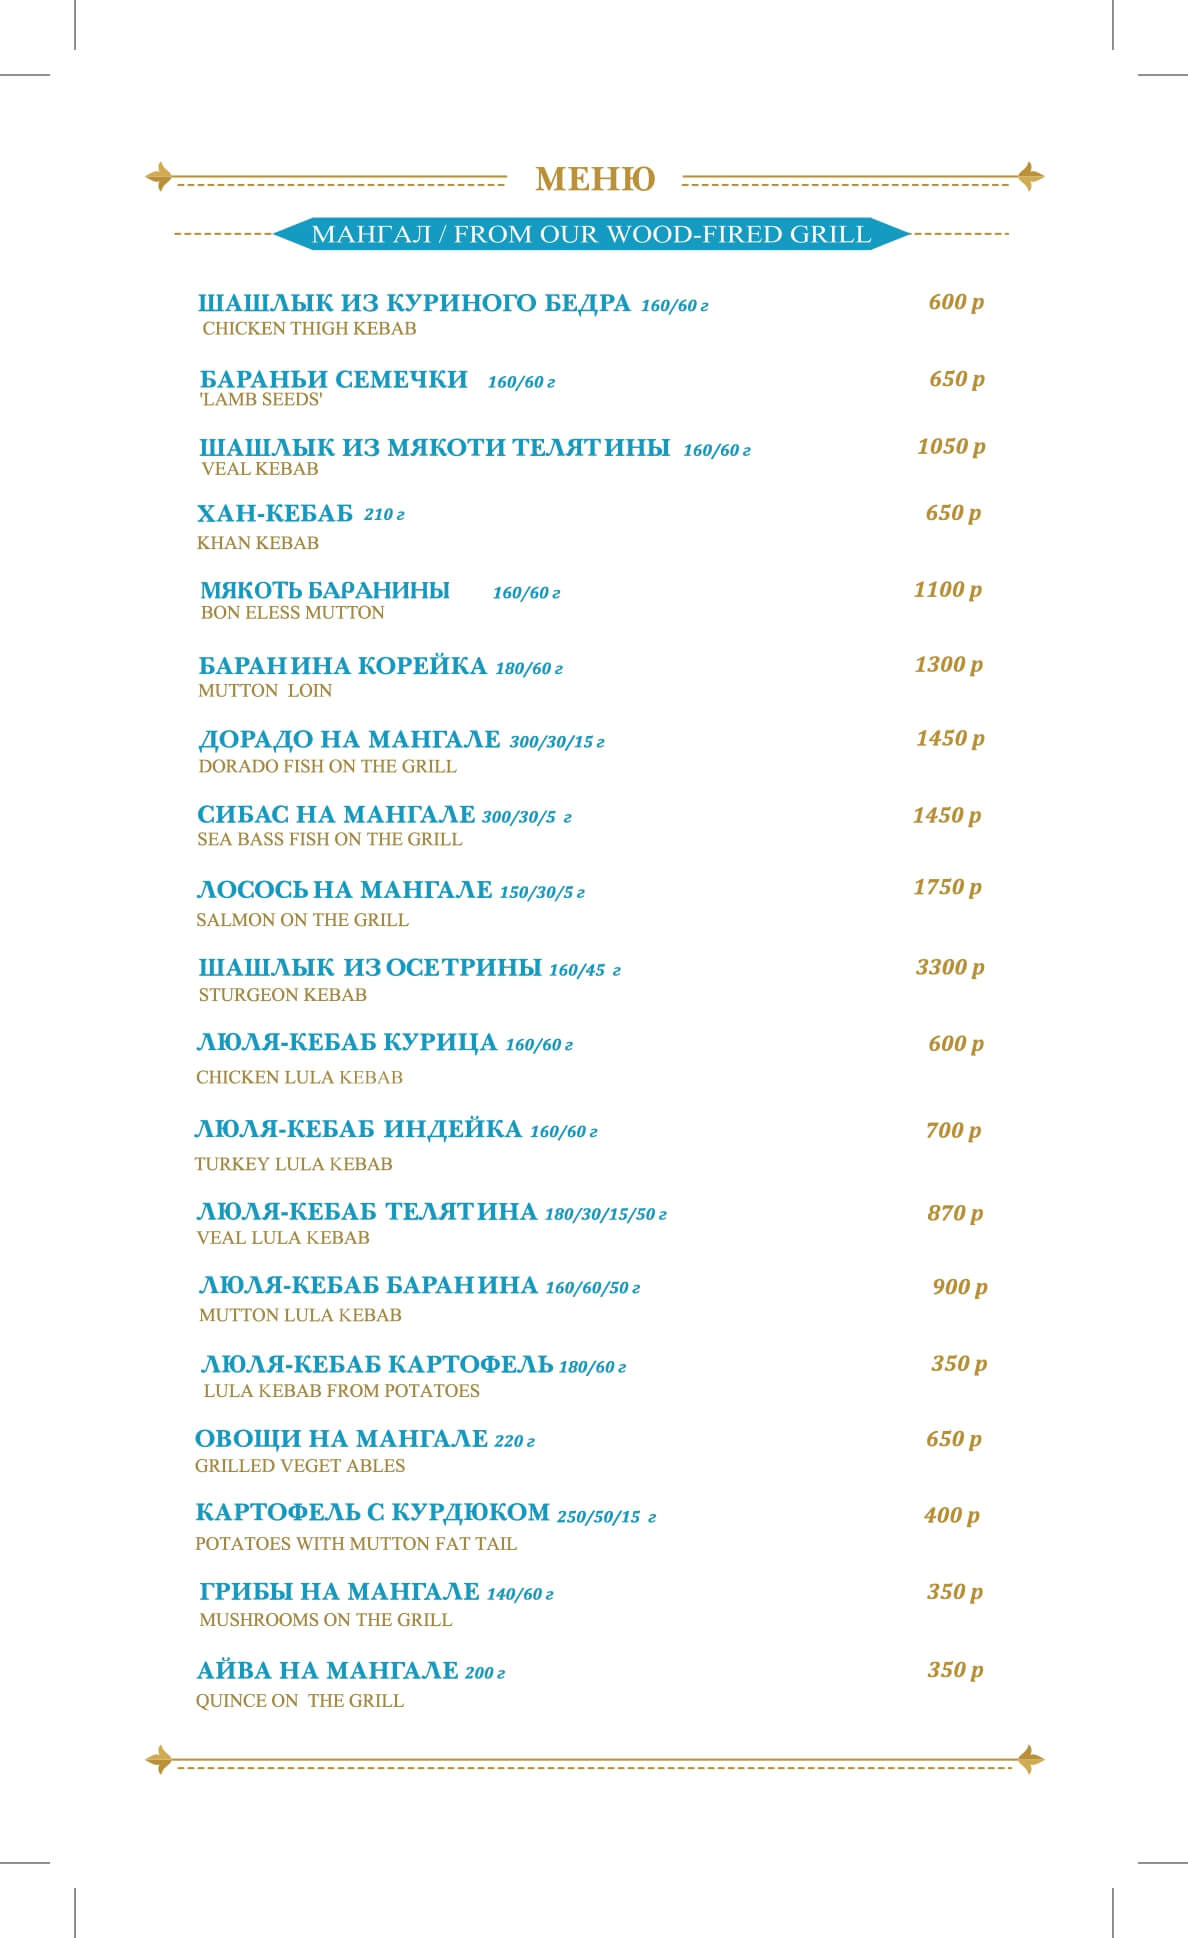 МЕНЮ
МАНГАЛ / FROM OUR WOOD-FIRED GRILL
ШАШЛЫК ИЗ КУРИНОГО БЕДРА 160/60 г 600 р
CHICKEN THIGH KEBAB
БАРАНЬИ СЕМЕЧКИ 160/60 г 650 р
'LAMB SEEDS'
ШАШЛЫК ИЗ МЯКОТИ ТЕЛЯТИНЫ 160/60 г 1050 р
VEAL KEBAB
ХАН-КЕБАБ 210 г 650 р
KHAN KEBAB
МЯКОТЬ БАРАНИНЫ 160/60 г 1100 р
BON ELESS MUTTON
БАРАНИНА КОРЕЙКА 180/60 г 1300 р
MUTTON LOIN
ДОРАДО НА МАНГАЛЕ 300/30/15 г 1450 р
DORADO FISH ON THE GRILL
СИБАС НА МАНГАЛЕ 300/30/5 г 1450 р
SEA BASS FISH ON THE GRILL
ЛОСОСЬ НА МАНГАЛЕ 150/30/5 г 1750 р
SALMON ON THE GRILL
ШАШЛЫК ИЗ ОСЕТРИНЫ 160/45 г 3300 р
STURGEON KEBAB
ЛЮЛЯ-КЕБАБ КУРИЦА 160/60 г 600 р
CHICKEN LULA KEBAB
ЛЮЛЯ-КЕБАБ ИНДЕЙКА 160/60 г 700 р
TURKEY LULA KEBAB
ЛЮЛЯ-КЕБАБ ТЕЛЯТИНА 180/30/15/50 г 870 р
VEAL LULA KEBAB
ЛЮЛЯ-КЕБАБ БАРАНИНА 160/60/50 г 900 р
MUTTON LULA KEBAB
ЛЮЛЯ-КЕБАБ КАРТОФЕЛЬ 180/60 г 350 р
LULA KEBAB FROM POTATOES
ОВОЩИ НА МАНГАЛЕ 220 г 650 р
GRILLED VEGET ABLES
КАРТОФЕЛЬ С КУРДЮКОМ 250/50/15 г 400 р
POTATOES WITH MUTTON FAT TAIL
ГРИБЫ НА МАНГАЛЕ 140/60 г 350 р
MUSHROOMS ON THE GRILL
АЙВА НА МАНГАЛЕ 200 г 350 р
QUINCE ON THE GRILL